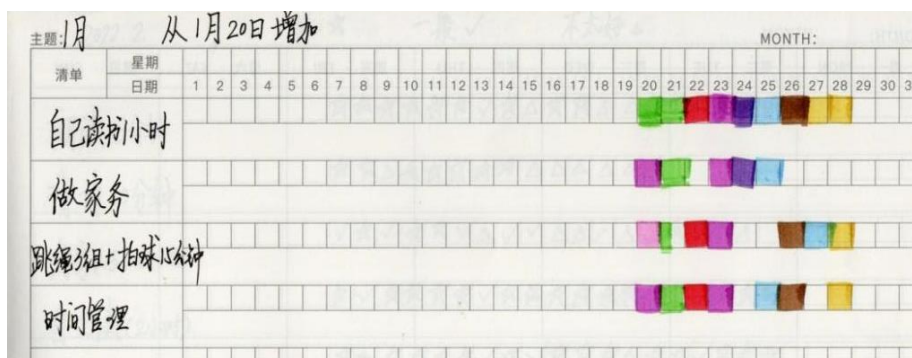 主题:1月 从1月20日增加 MONTH:
清单 星期
日期 1 2 3 4 5 6 7 8 9 10 11 12 13 14 15 16 17 18 19 20 21 22 23 24 25 26 27 28 29 30 3
自己读书1小时
做家务
跳绳3组+拍球15分钟
时间管理